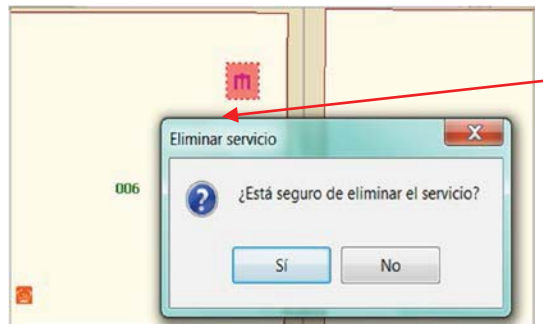 m
Eliminar servicio
X
006
¿Está seguro de eliminar el servicio?
Sí
No